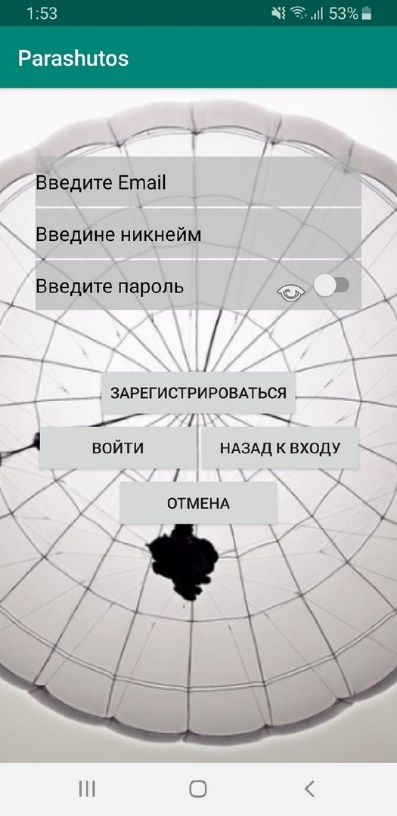 1:53 53%
Parashutos
Введите Email
Введине никнейм
Введите пароль
ЗАРЕГИСТРИРОВАТЬСЯ
ВОЙТИ НАЗАД К ВХОДУ
ОТМЕНА